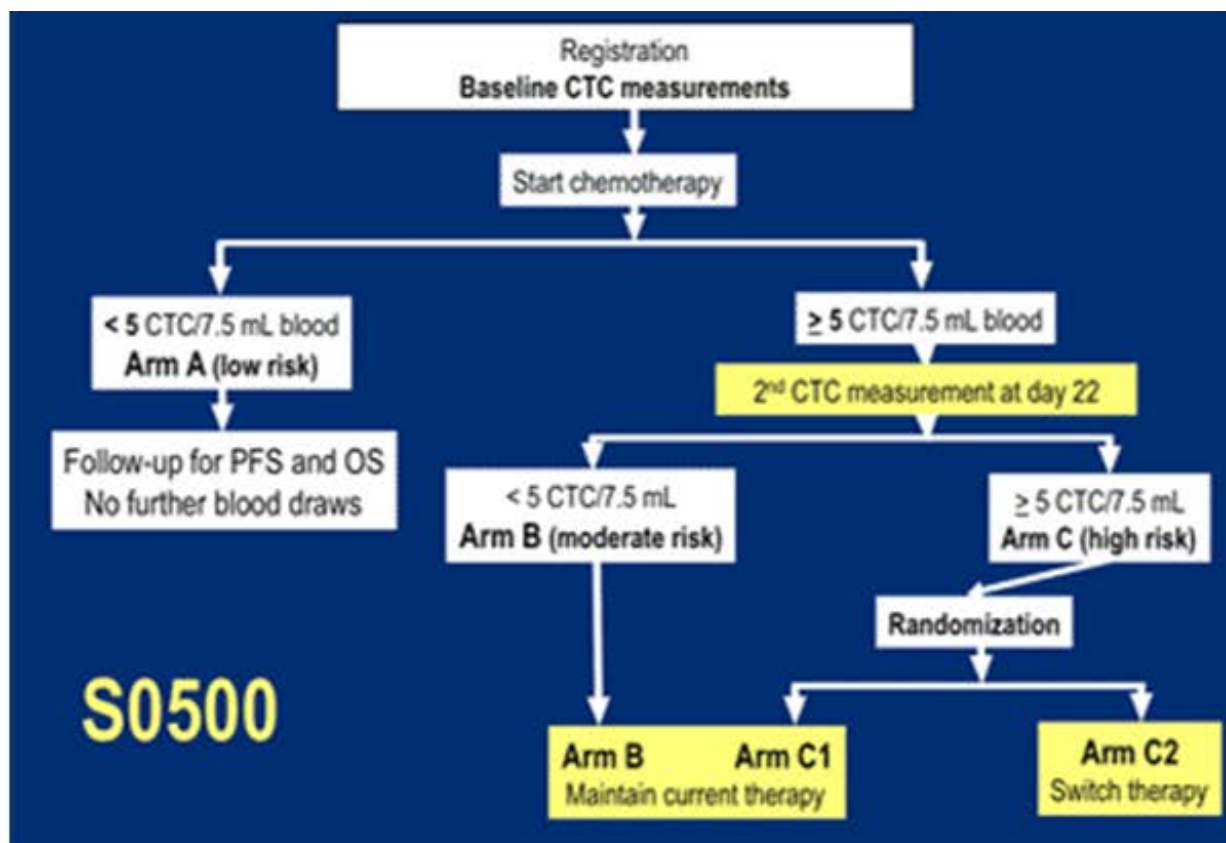 Registration
Baseline CTC measurements
Start chemotherapy
< 5 CTC/7.5 mL blood
Arm A (low risk)
≥ 5 CTC/7.5 mL blood
2nd CTC measurement at day 22
Follow-up for PFS and OS
No further blood draws
< 5 CTC/7.5 mL
Arm B (moderate risk)
≥ 5 CTC/7.5 mL
Arm C (high risk)
Randomization
S0500
Arm B Arm C1
Maintain current therapy
Arm C2
Switch therapy